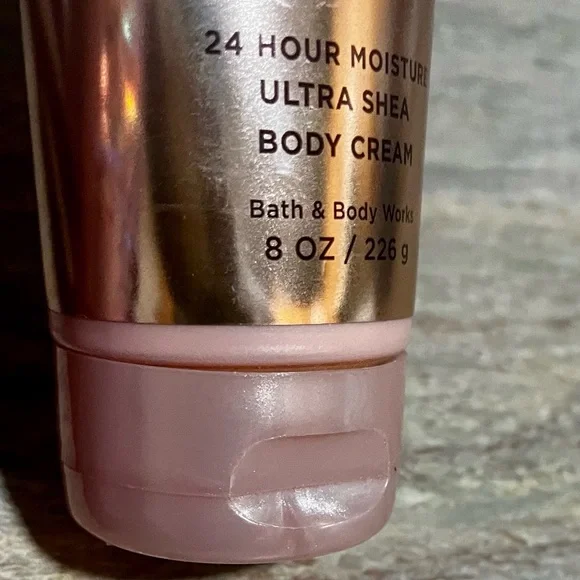 24 HOUR MOISTURE
ULTRA SHEA
BODY CREAM
Bath & Body Works
8 OZ / 226 g